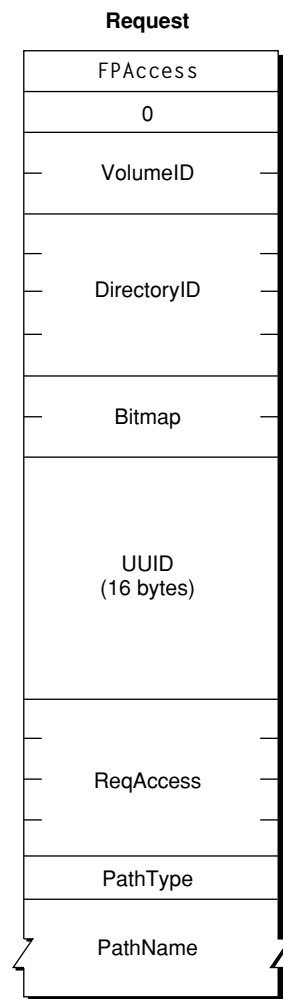 Request
FPAccess
0
VolumeID
DirectoryID
Bitmap
UUID
(16 bytes)
ReqAccess
PathType
PathName